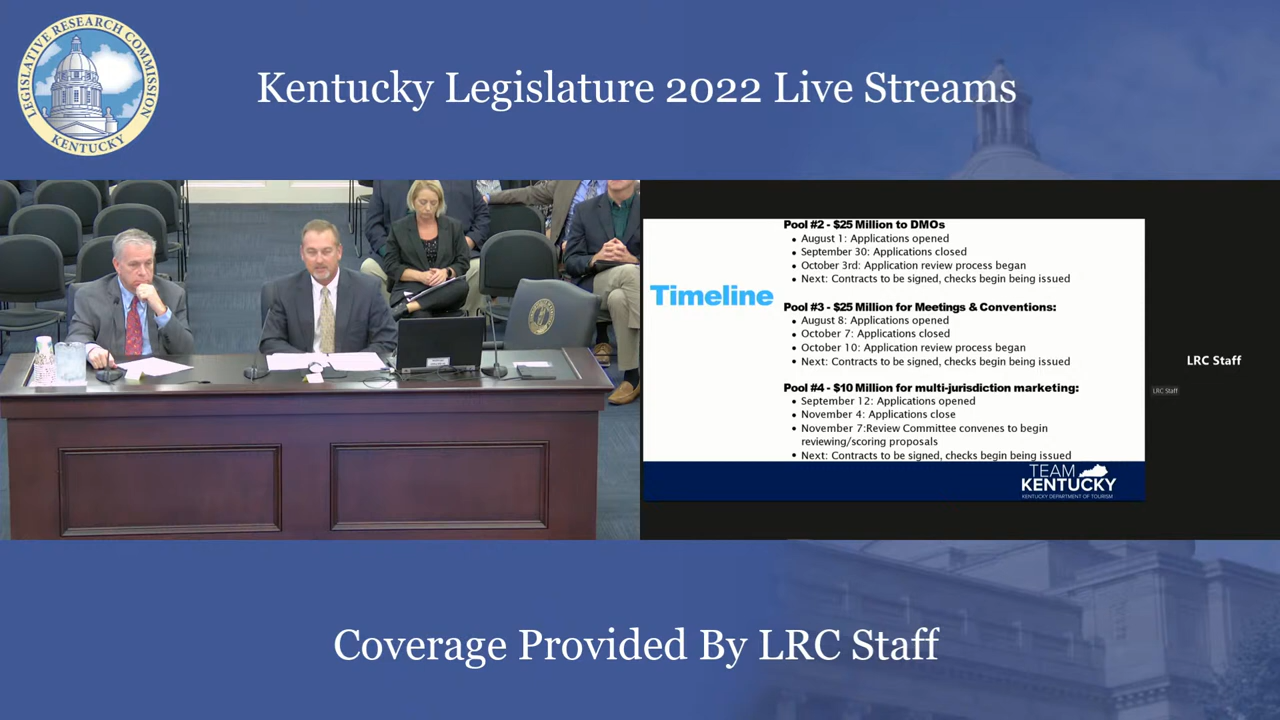 LEGISLATIVE RESEARCH COMMISSION
KENTUCKY
Kentucky Legislature 2022 Live Streams
Timeline
Pool #2 - $25 Million to DMOs
• August 1: Applications opened
• September 30: Applications closed
• October 3rd: Application review process began
• Next: Contracts to be signed, checks begin being issued
Pool #3 - $25 Million for Meetings & Conventions:
• August 8: Applications opened
• October 7: Applications closed
• October 10: Application review process began
• Next: Contracts to be signed, checks begin being issued
Pool #4 - $10 Million for multi-jurisdiction marketing:
• September 12: Applications opened
• November 4: Applications close
• November 7:Review Committee convenes to begin
reviewing/scoring proposals
• Next: Contracts to be signed, checks begin being issued
TEAM
KENTUCKY
KENTUCKY DEPARTMENT OF TOURISM
LRC Staff
LRC Staff
Coverage Provided By LRC Staff